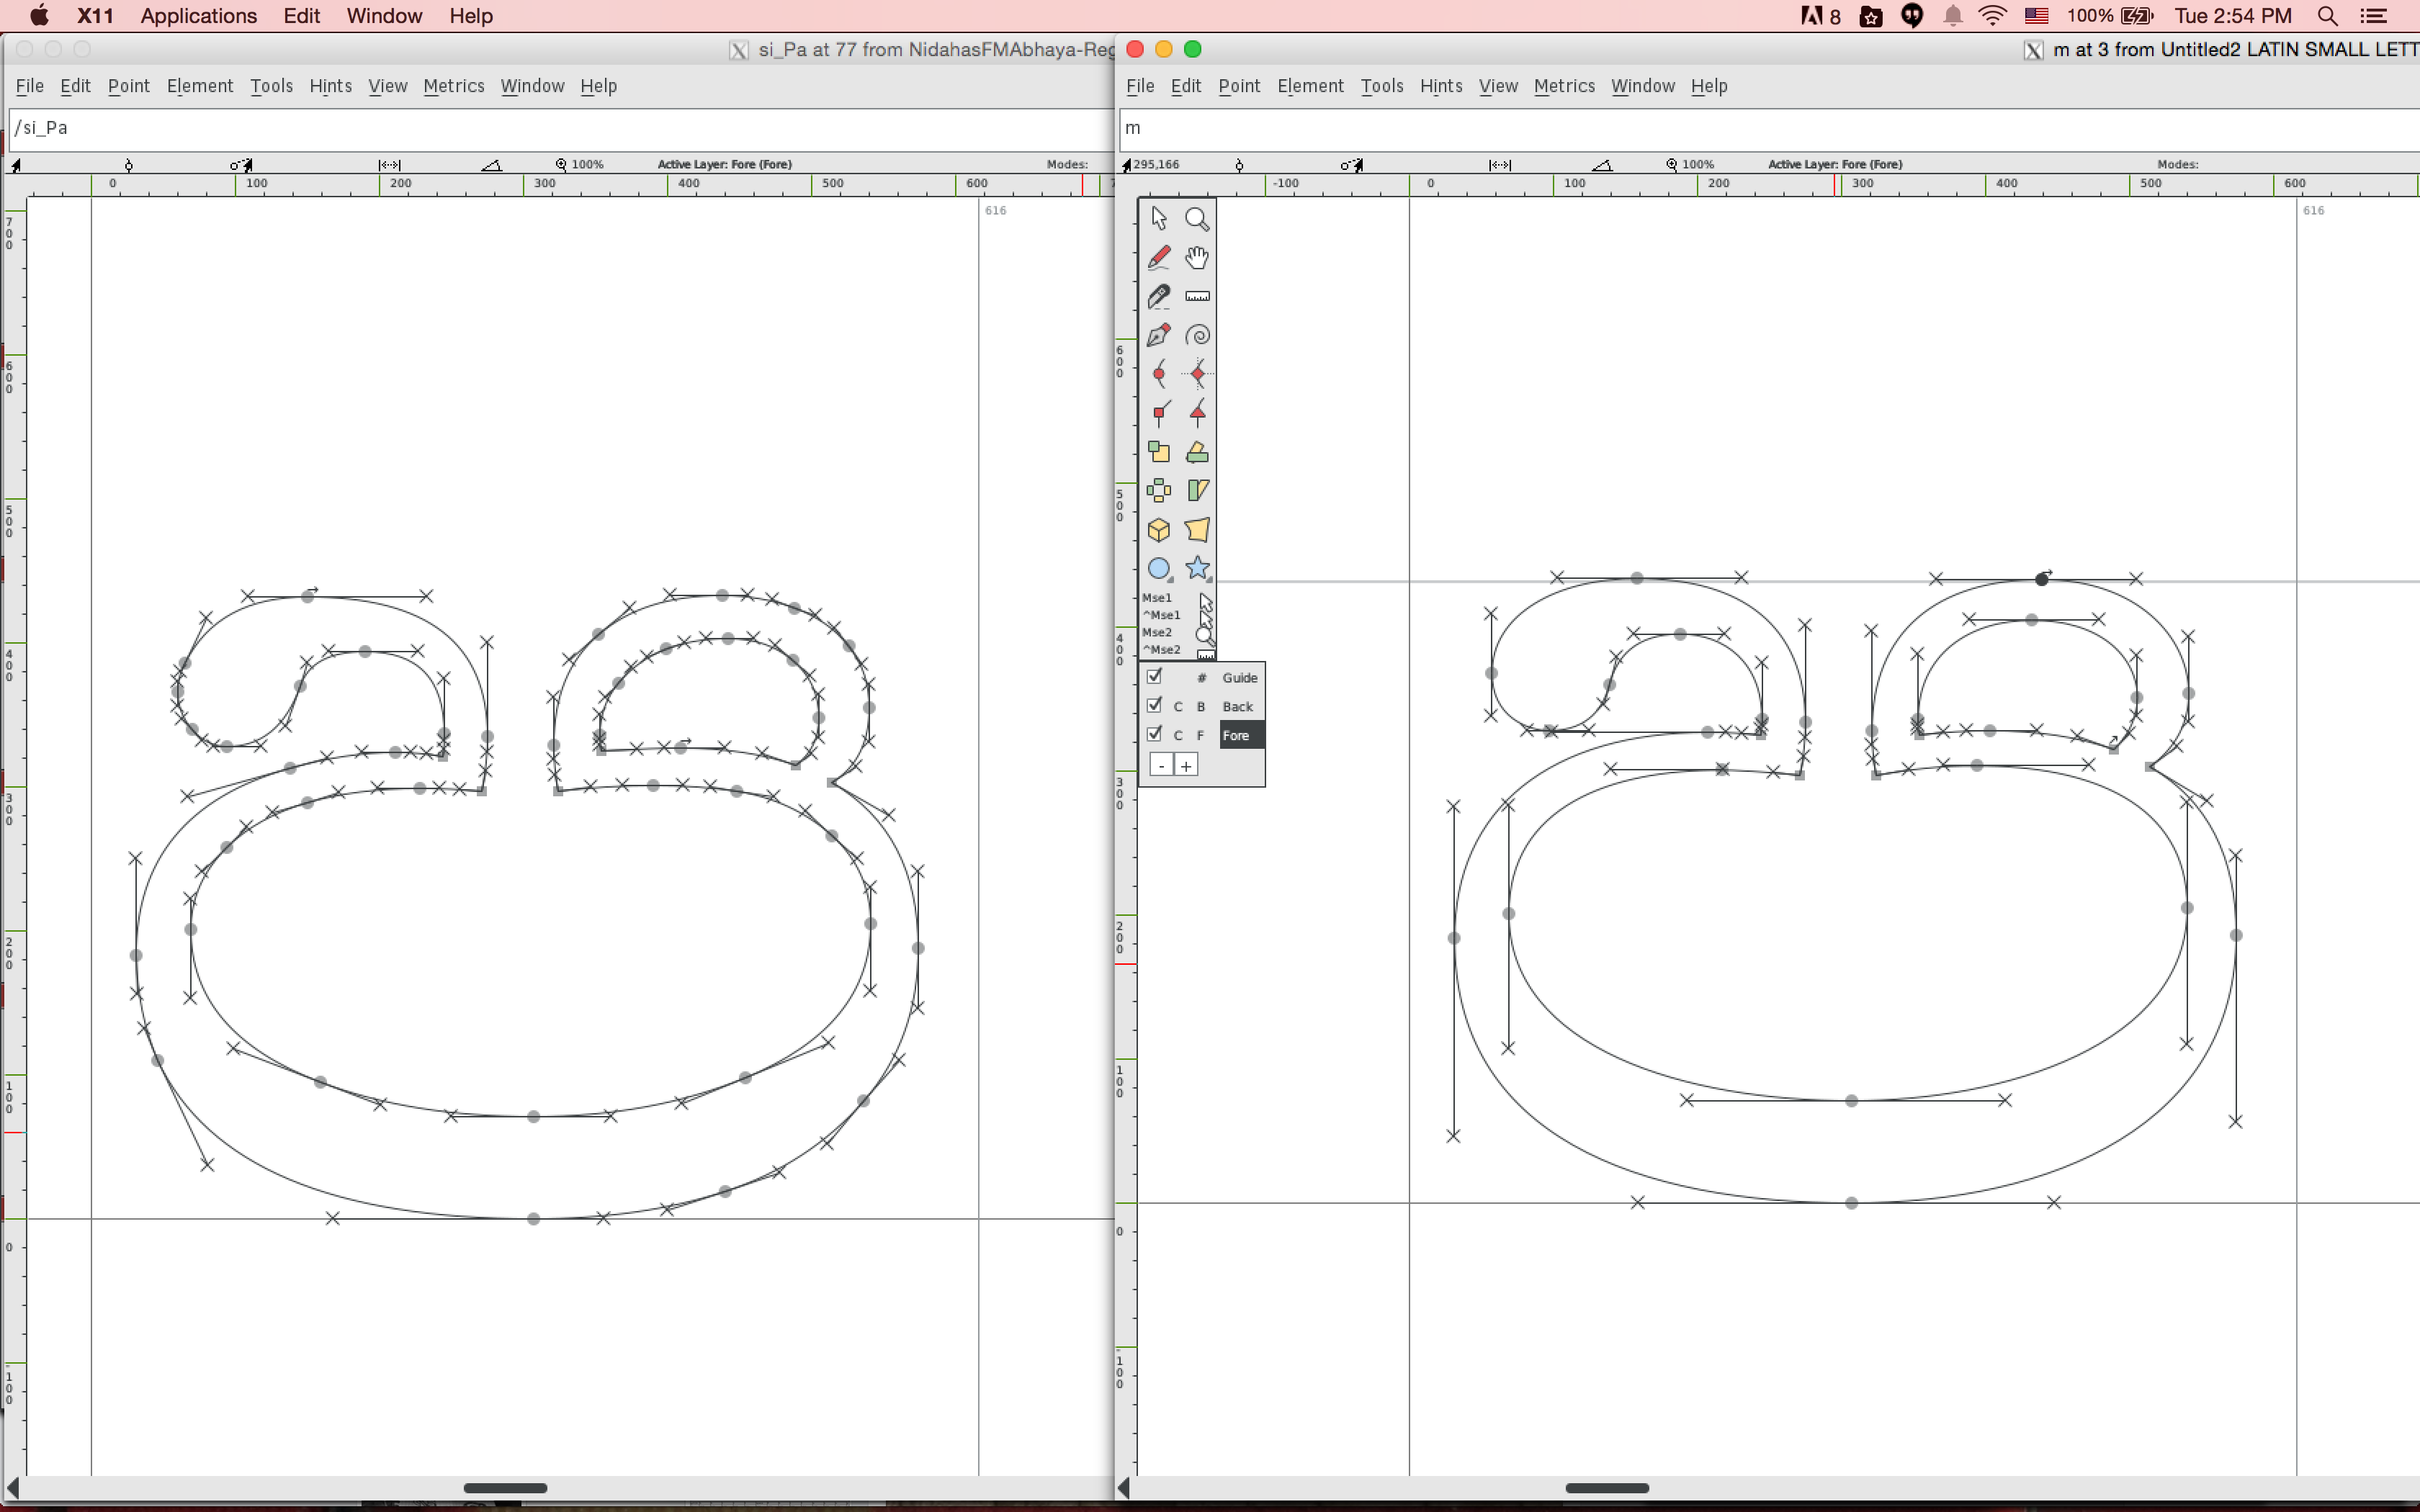 X11 Applications Edit Window Help 8 100% Tue 2:54 PM
si_Pa at 77 from NidahasFMAbhaya-Reg
File Edit Point Element Tools Hints View Metrics Window Help
/si_Pa
100% Active Layer: Fore (Fore) Modes:
0 100 200 300 400 500 600 7
616
700
600
500
400
300
200
100
0
-100
m at 3 from Untitled2 LATIN SMALL LETT
File Edit Point Element Tools Hints View Metrics Window Help
m
295,166 100% Active Layer: Fore (Fore) Modes:
-100 0 100 200 300 400 500 600
616
600
500
400
300
200
100
0
-100
Mse1
^Mse1
Mse2
^Mse2
# Guide
C B Back
C F Fore
- +